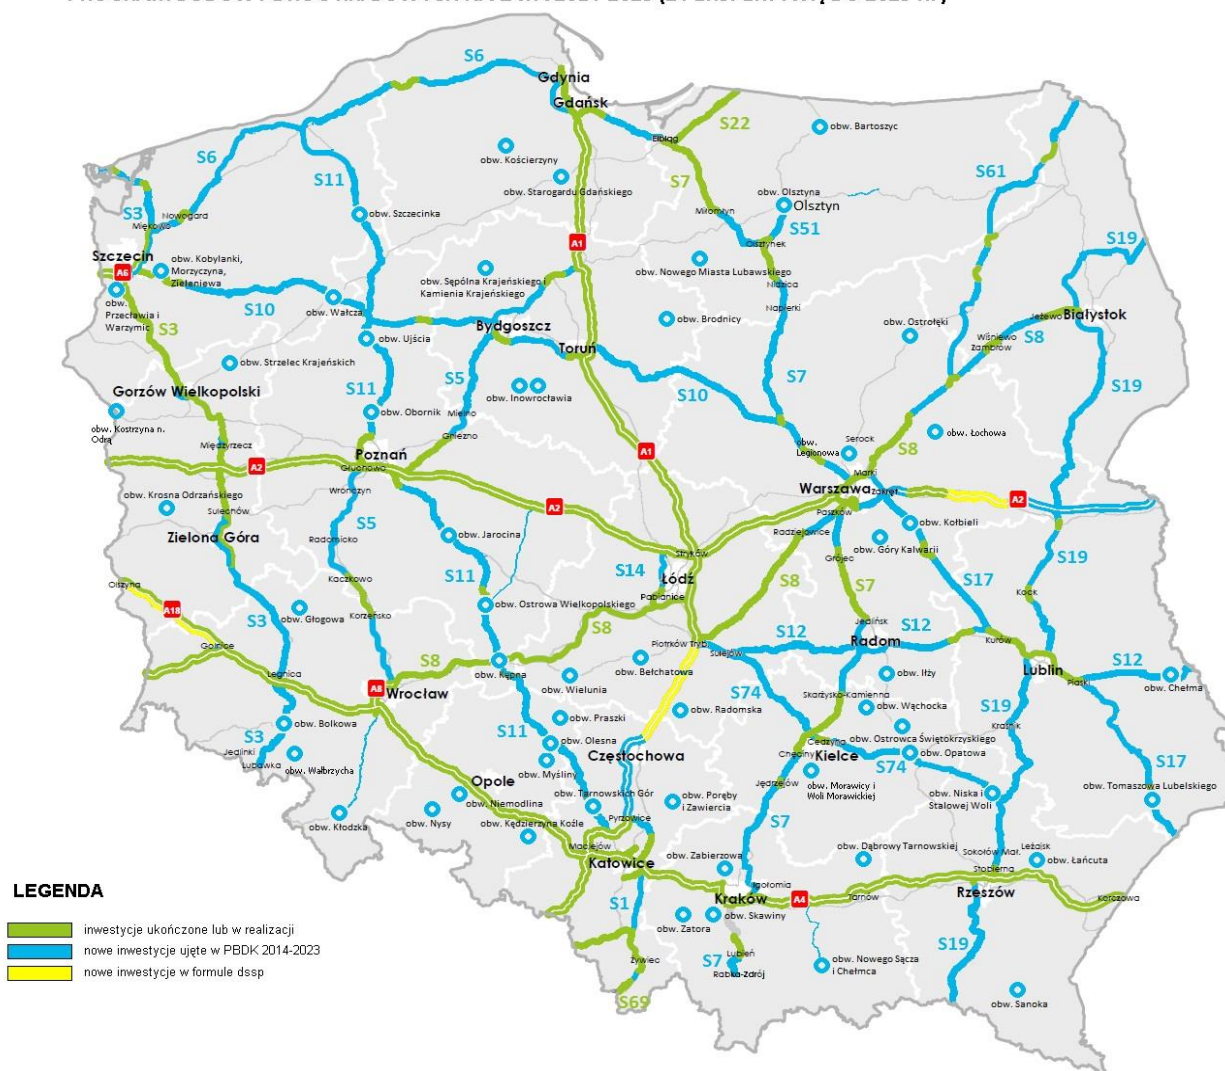 S6
Gdynia
Gdańsk
S22
Elbląg
obw. Bartoszyc
S6
obw. Kościerzyny
S61
S11
obw. Starogardu Gdańskiego
S7
obw. Olsztyna
Olsztyn
S3
Nowogard
Miękowo
obw. Szczecinka
Miłomłyn
S51
S19
Szczecin
A6
obw. Kobylanki,
Morzyczyna,
Zieleniewa
A1
Olsztynek
obw. Nowego Miasta Lubawskiego
obw. Sępólna Krajeńskiego i
Kamienia Krajeńskiego
Nidzica
obw.
Przecławia i
Warzymic
S10
obw. Wałcza
Napierki
S3
Bydgoszcz
obw. Brodnicy
Jeżewo
Białystok
obw. Ujścia
Toruń
obw. Ostrołęki
Wiśniewo
Zambrów
S8
obw. Strzelec Krajeńskich
S5
S7
S19
Gorzów Wielkopolski
S11
obw. Inowrocławia
S10
obw. Obornik
Mielno
obw. Kostrzyna n.
Odrą
Gniezno
Międzyrzecz
obw.
Legionowa
Serock
obw. Łochowa
S8
Poznań
A1
A2
Głuchowo
Marki
Wronczyn
Warszawa
Zakręt
A2
obw. Krosna Odrzańskiego
Sulechów
A2
Paszków
S5
obw. Kołbieli
Zielona Góra
Radomicko
obw. Jarocina
Radziejowice
obw. Góry Kalwarii
S19
Stryków
Grójec
Kaczkowo
S11
S14
Łódź
S8
S7
S17
Olszyna
Pabianice
Kock
A18
S3
obw. Głogowa
Korzeńsko
obw. Ostrowa Wielkopolskiego
S8
Jedlińsk
Golnice
Piotrków Tryb.
S12
Radom
S12
Kurów
Sulejów
Legnica
S8
obw. Kępna
obw. Bełchatowa
Lublin
S12
A8
Wrocław
obw. Wielunia
obw. Iłży
Piaski
obw. Chełma
S74
Skarżysko-Kamienna
obw. Bolkowa
obw. Praszki
obw. Radomska
obw. Wąchocka
S19
Kraśnik
S3
S11
obw. Olesna
Cedzyna
obw. Ostrowca Świętokrzyskiego
Jedlinki
Chęciny
Kielce
obw. Opatowa
Lubawka
obw. Wałbrzycha
obw. Myśliny
Częstochowa
S74
S17
Opole
Jędrzejów
obw. Morawicy i
Woli Morawickiej
obw. Tomaszowa Lubelskiego
obw. Niemodlina
obw. Tarnowskich Gór
obw. Poręby
i Zawiercia
obw. Niska i
Stalowej Woli
obw. Kłodzka
obw. Nysy
obw. Kędzierzyna Koźle
Pyrzowice
S7
Maciejów
obw. Dąbrowy Tarnowskiej
Sokołów Mał.
Leżajsk
Katowice
obw. Zabierzowa
obw. Łańcuta
Stobierna
LEGENDA
Igołomia
Kraków
A4
Tarnów
Rzeszów
Korczowa
S1
obw. Skawiny
inwestycje ukończone lub w realizacji
obw. Zatora
nowe inwestycje ujęte w PBDK 2014-2023
S19
Lubień
Żywiec
S7
Rabka-Zdrój
obw. Nowego Sącza
i Chełmca
nowe inwestycje w formule dssp
S69
obw. Sanoka